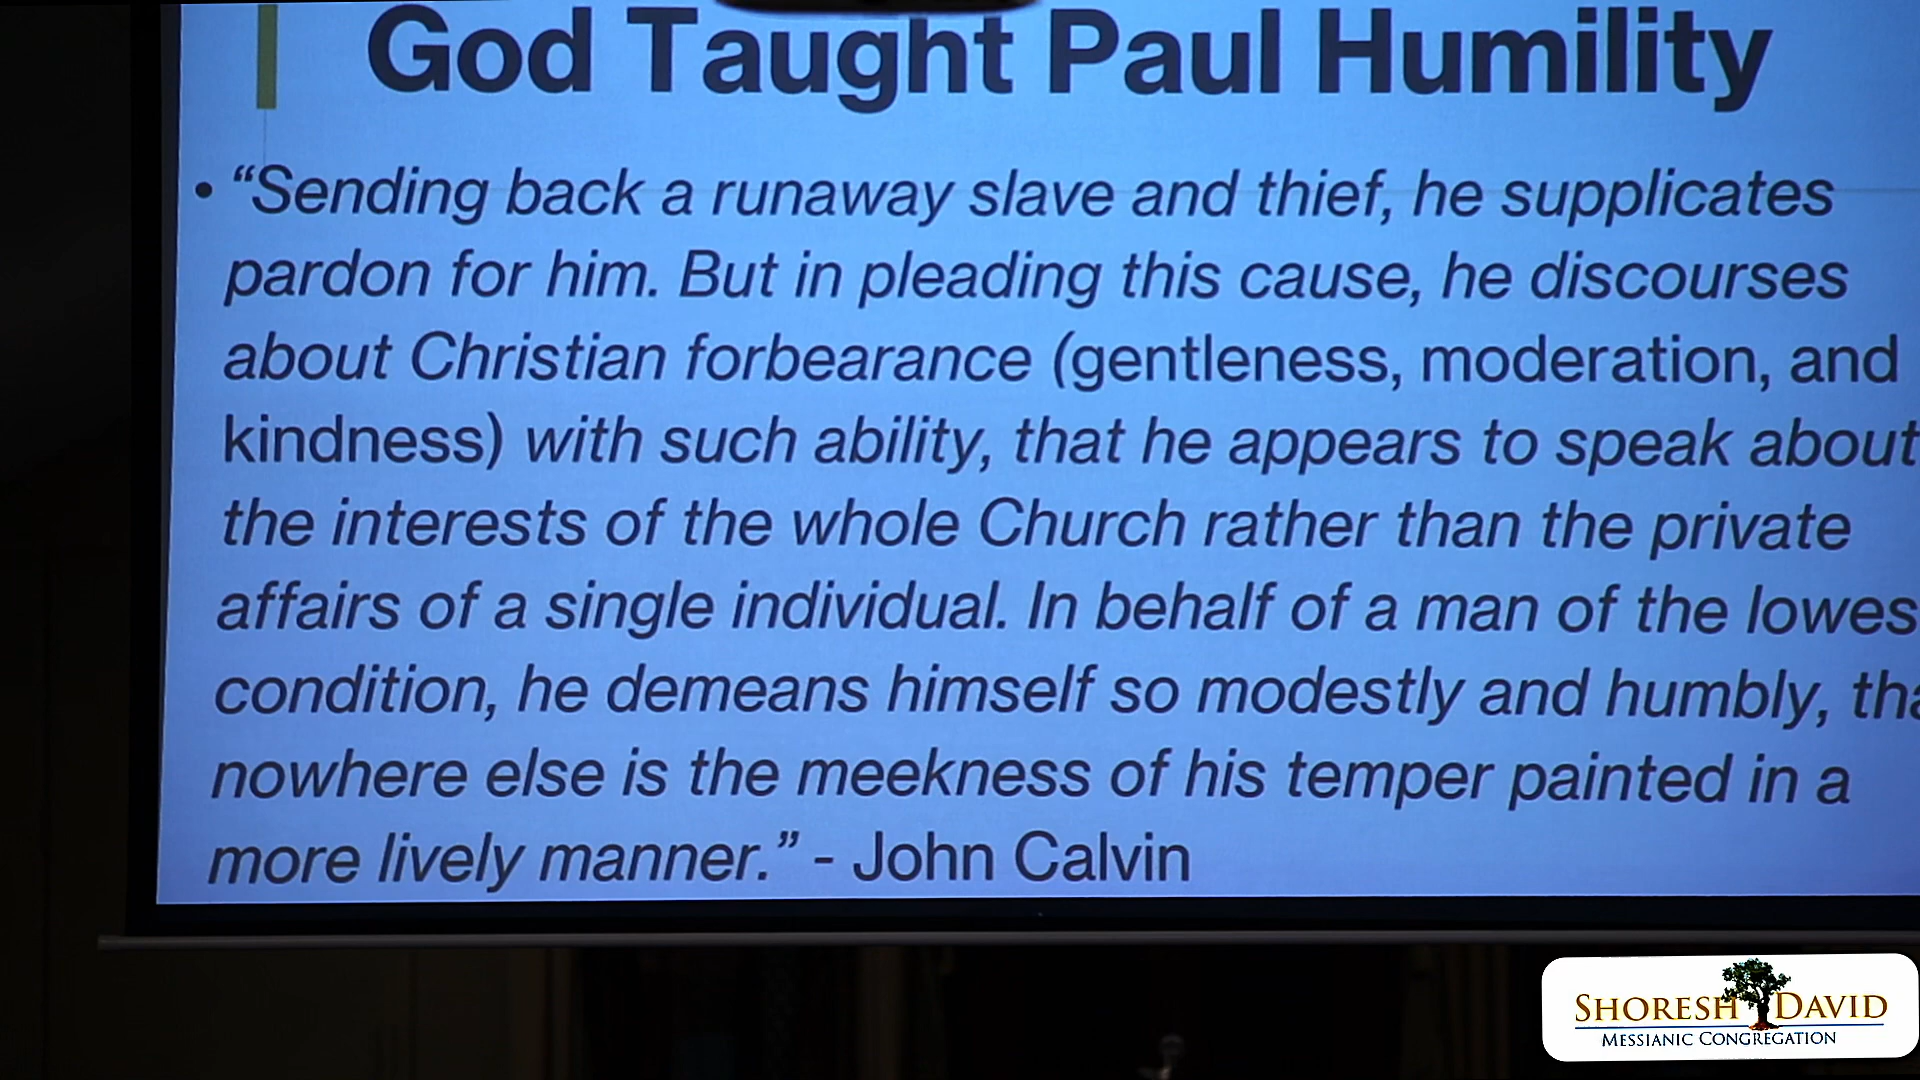 God Taught Paul Humility
• “Sending back a runaway slave and thief, he supplicates
pardon for him. But in pleading this cause, he discourses
about Christian forbearance (gentleness, moderation, and
kindness) with such ability, that he appears to speak about
the interests of the whole Church rather than the private
affairs of a single individual. In behalf of a man of the lowes
condition, he demeans himself so modestly and humbly, tha
nowhere else is the meekness of his temper painted in a
more lively manner.” - John Calvin
SHORESH DAVID
MESSIANIC CONGREGATION